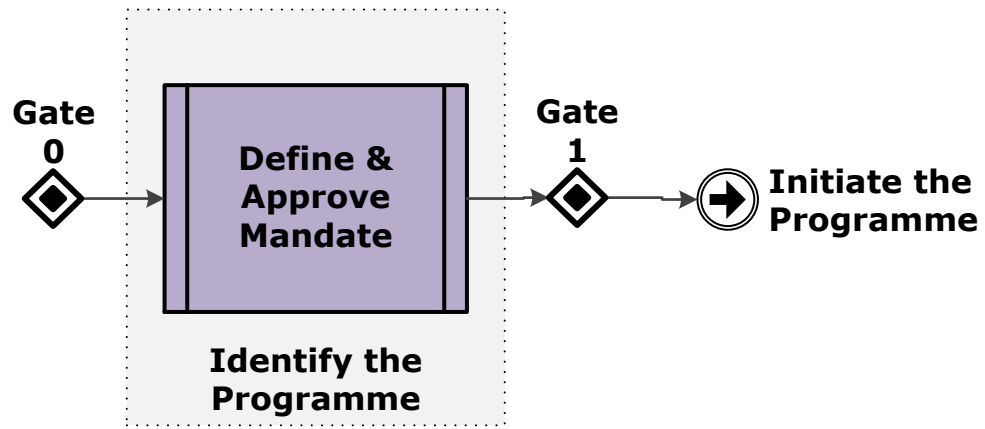 Gate
0
Define &
Approve
Mandate
Gate
1
Initiate the
Programme
Identify the
Programme